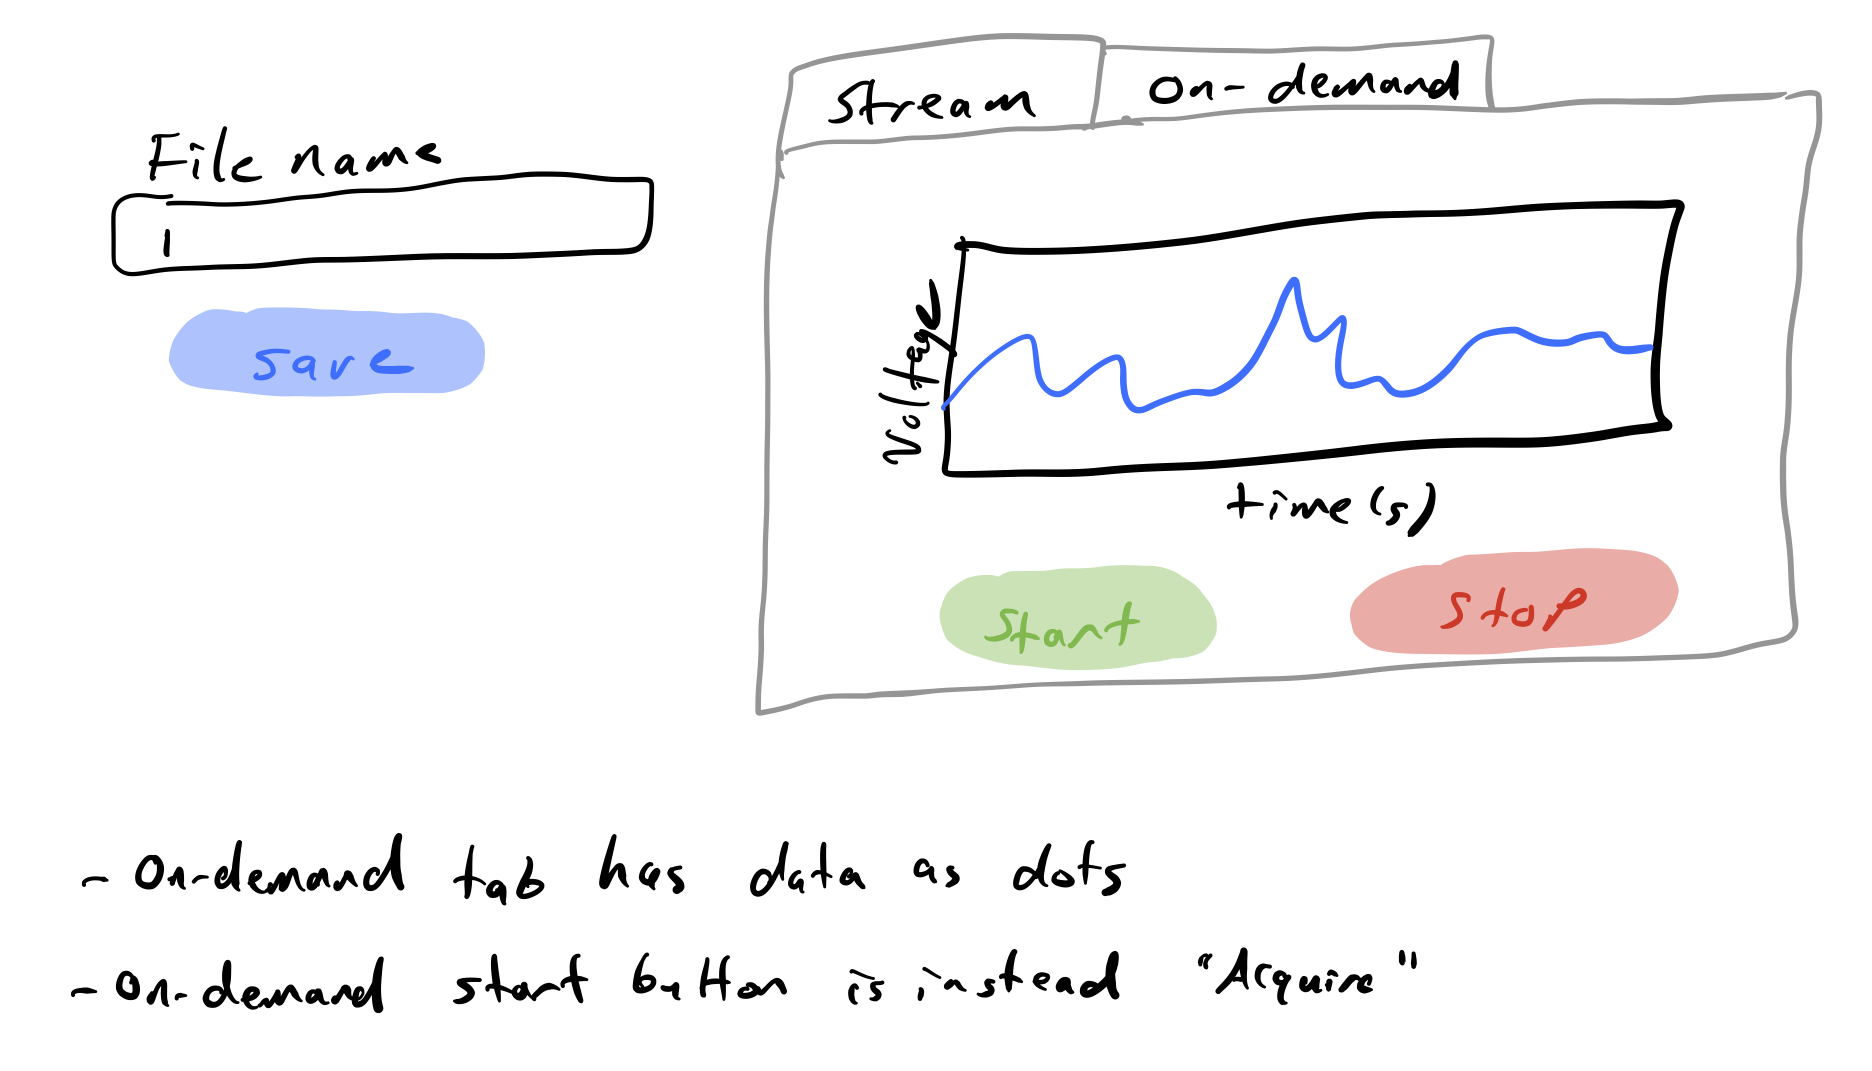 File name
save
Stream
On-demand
Voltage
time (s)
Start
Stop
- On-demand tab has data as dots
- On-demand start button is instead "Acquire"